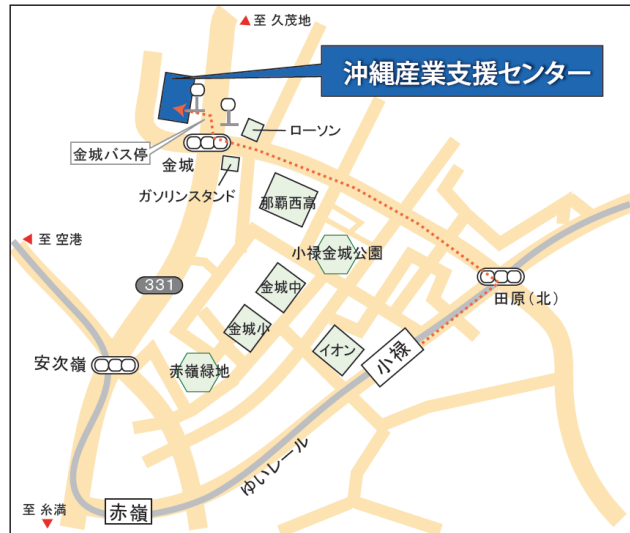 至 久茂地
沖縄産業支援センター
ローソン
金城バス停
金城
ガソリンスタンド
那覇西高
至 空港
小禄金城公園
331
金城中
田原(北)
金城小
イオン
小禄
安次嶺
赤嶺緑地
ゆいレール
至 糸満
赤嶺